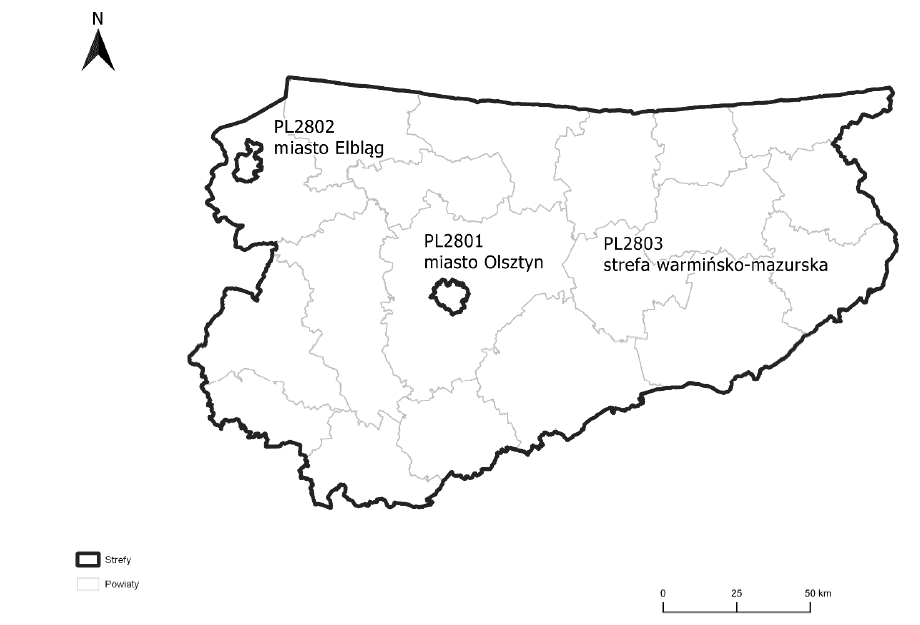 N
PL2802
miasto Elbląg
PL2801
miasto Olsztyn
PL2803
strefa warmińsko-mazurska
Strefy
Powiaty
0 25 50 km